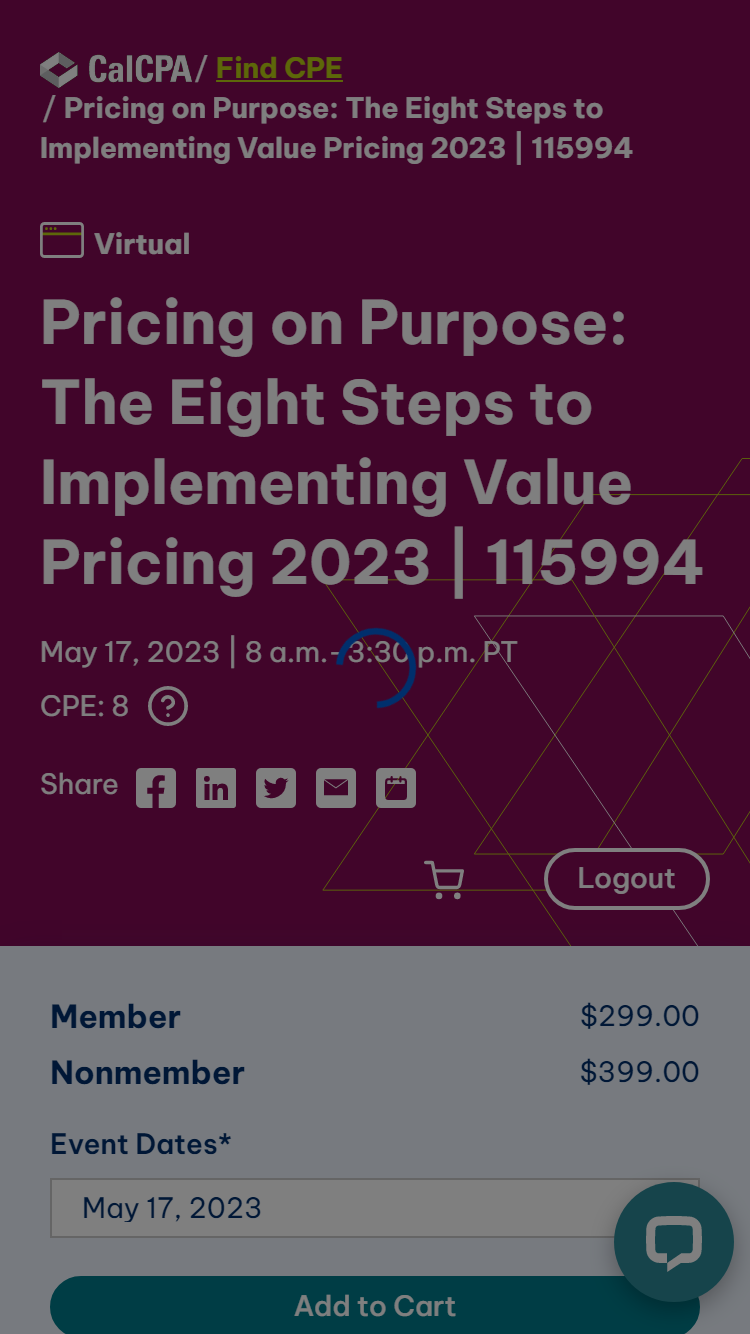 CalCPA / Find CPE
/ Pricing on Purpose: The Eight Steps to
Implementing Value Pricing 2023 | 115994
Virtual
Pricing on Purpose:
The Eight Steps to
Implementing Value
Pricing 2023 | 115994
May 17, 2023 | 8 a.m.- 3:30 p.m. PT
CPE: 8 ?
Share
Logout
Member $299.00
Nonmember $399.00
Event Dates*
May 17, 2023
Add to Cart